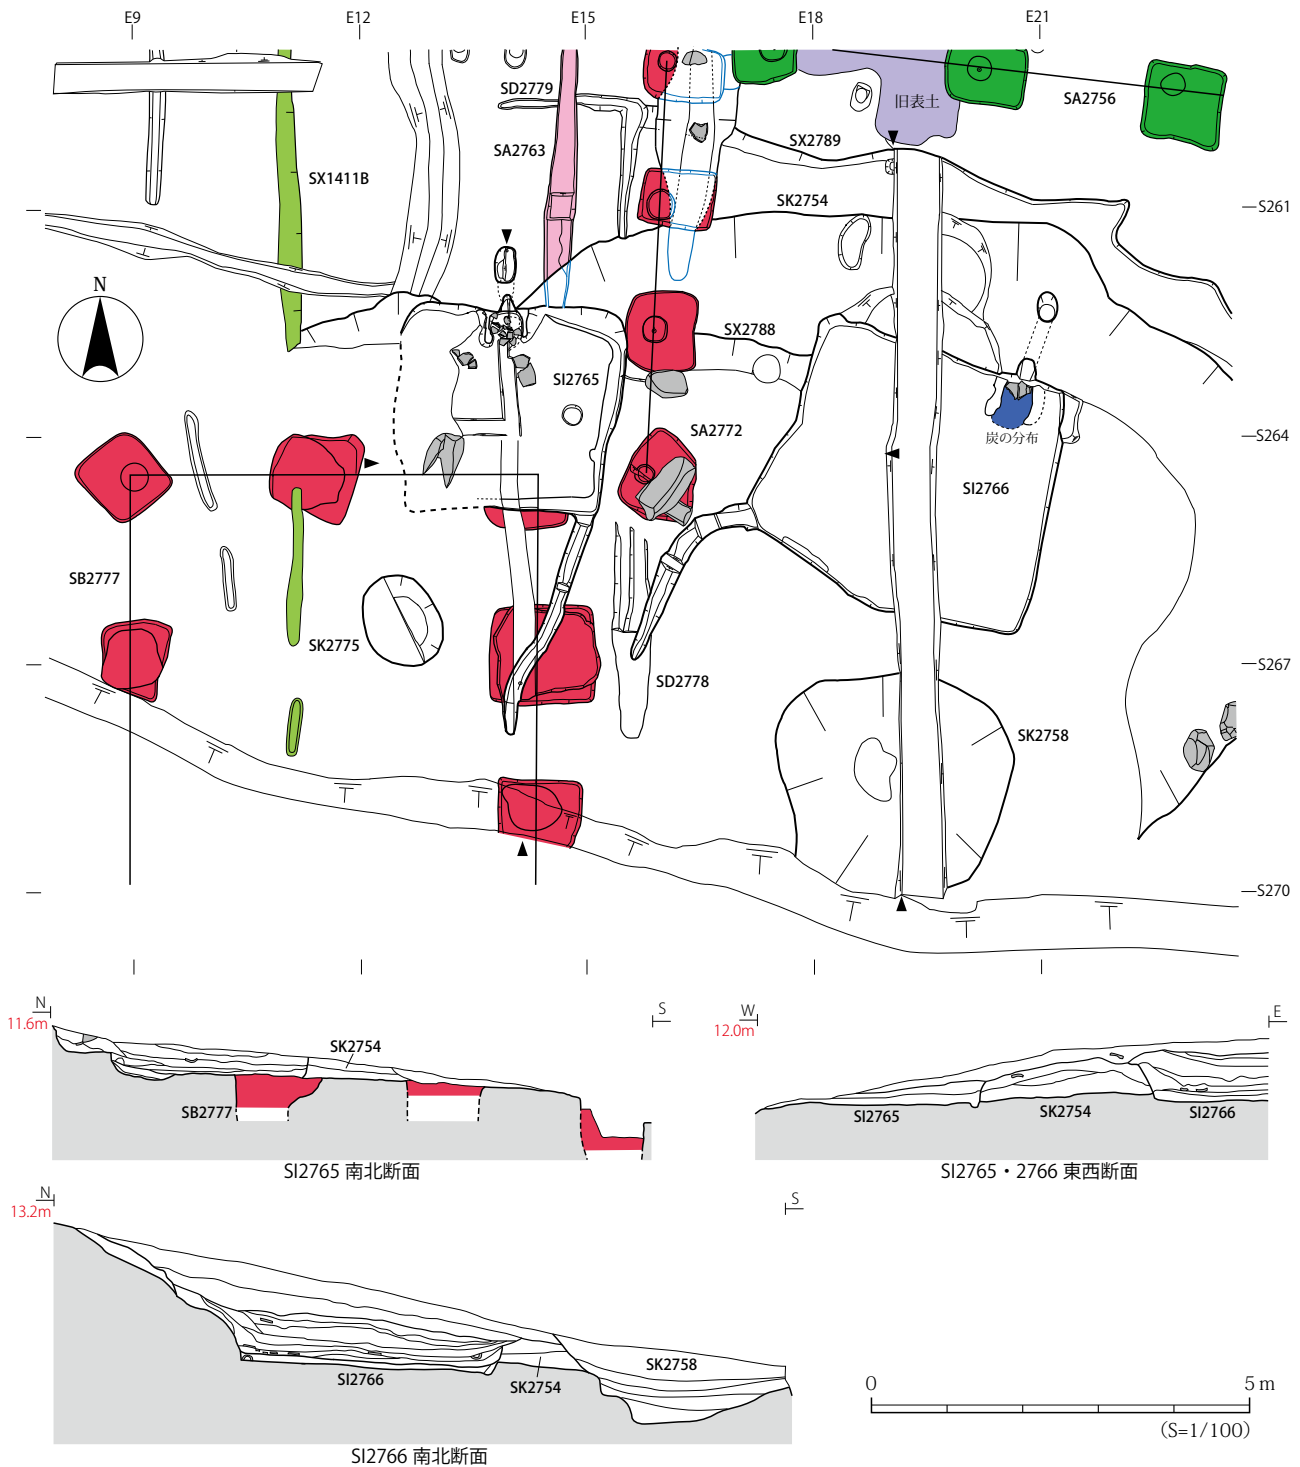 E9
E12
E15
E18
E21
SD2779
SA2756
旧表土
SX2789
SA2763
SX1411B
SK2754
S261
N
SX2788
SI2765
SA2772
炭の分布
S264
SI2766
SB2777
SK2775
S267
SD2778
SK2758
S270
N
11.6m
S
SK2754
SB2777
SI2765 南北断面
W
12.0m
E
SI2765
SK2754
SI2766
SI2765・2766 東西断面
N
13.2m
S
SK2758
SI2766
SK2754
SI2766 南北断面
0
5 m
(S=1/100)